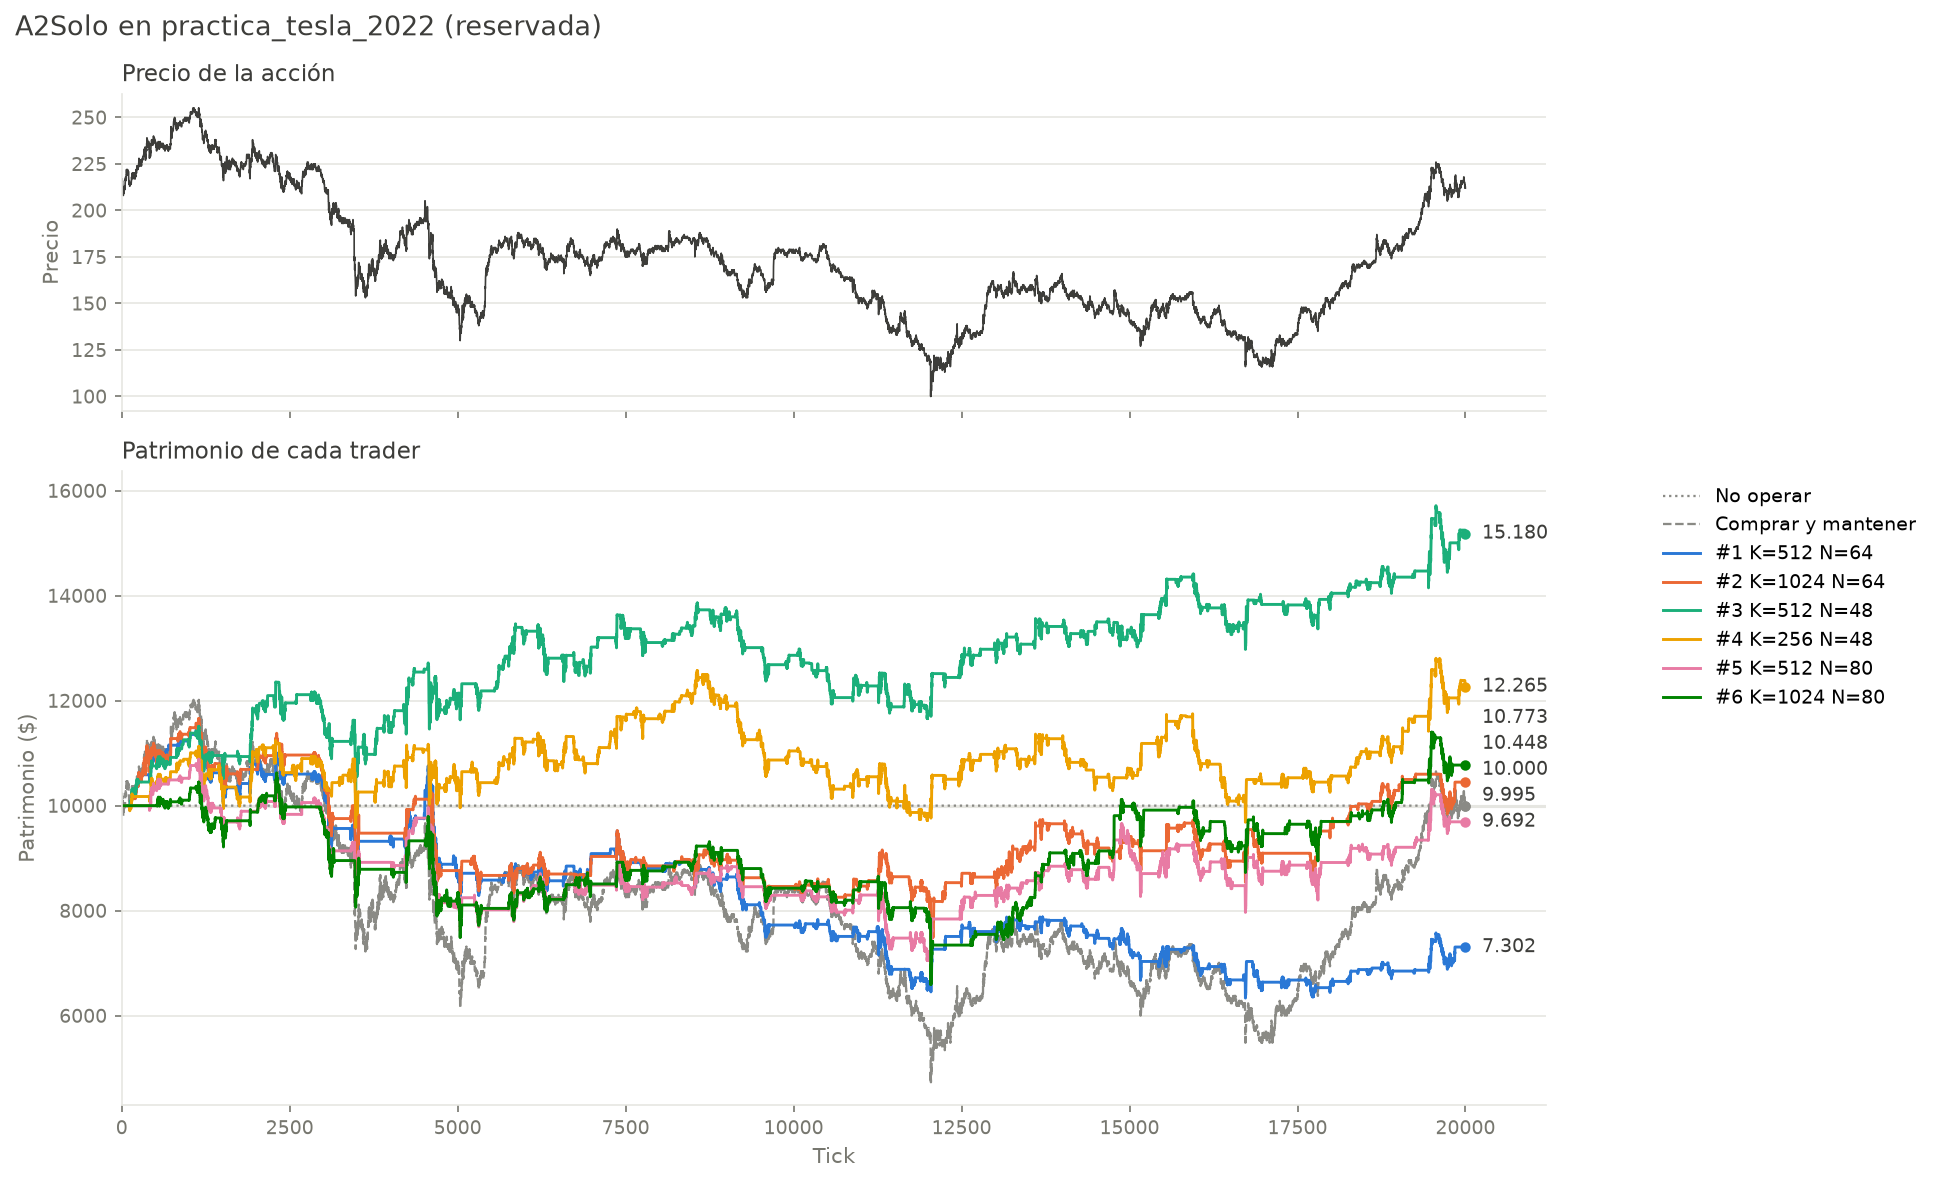 A2Solo en practica_tesla_2022 (reservada)
Precio de la acción
Precio
250
225
200
175
150
125
100
Patrimonio de cada trader
Patrimonio ($)
16000
14000
12000
10000
8000
6000
15.180
12.265
10.773
10.448
10.000
9.995
9.692
7.302
No operar
Comprar y mantener
#1 K=512 N=64
#2 K=1024 N=64
#3 K=512 N=48
#4 K=256 N=48
#5 K=512 N=80
#6 K=1024 N=80
0 2500 5000 7500 10000 12500 15000 17500 20000
Tick